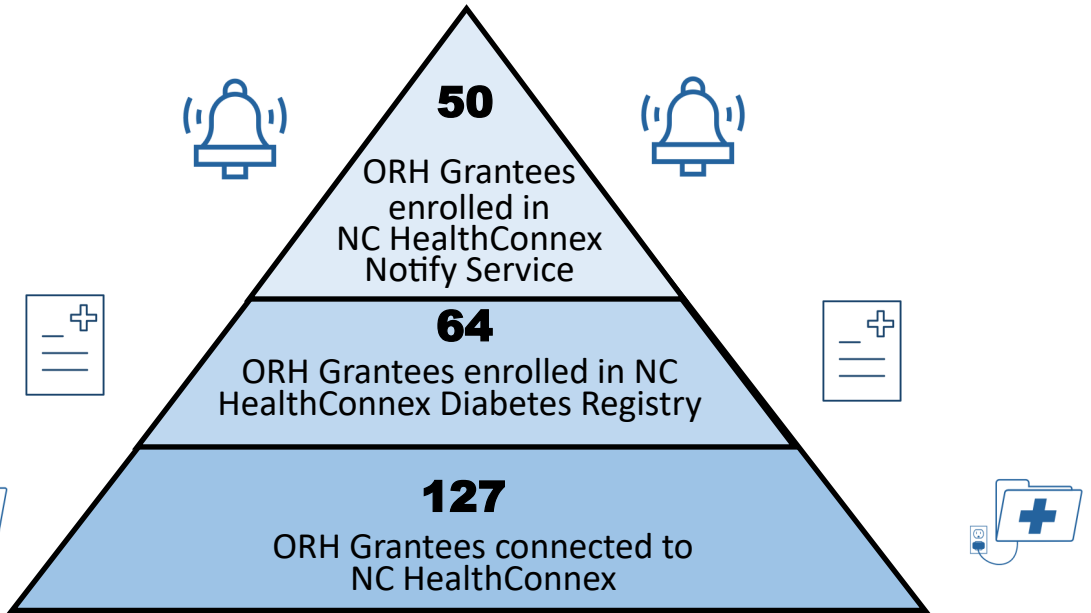 50
ORH Grantees
enrolled in
NC HealthConnex
Notify Service
64
ORH Grantees enrolled in NC
HealthConnex Diabetes Registry
127
ORH Grantees connected to
NC HealthConnex